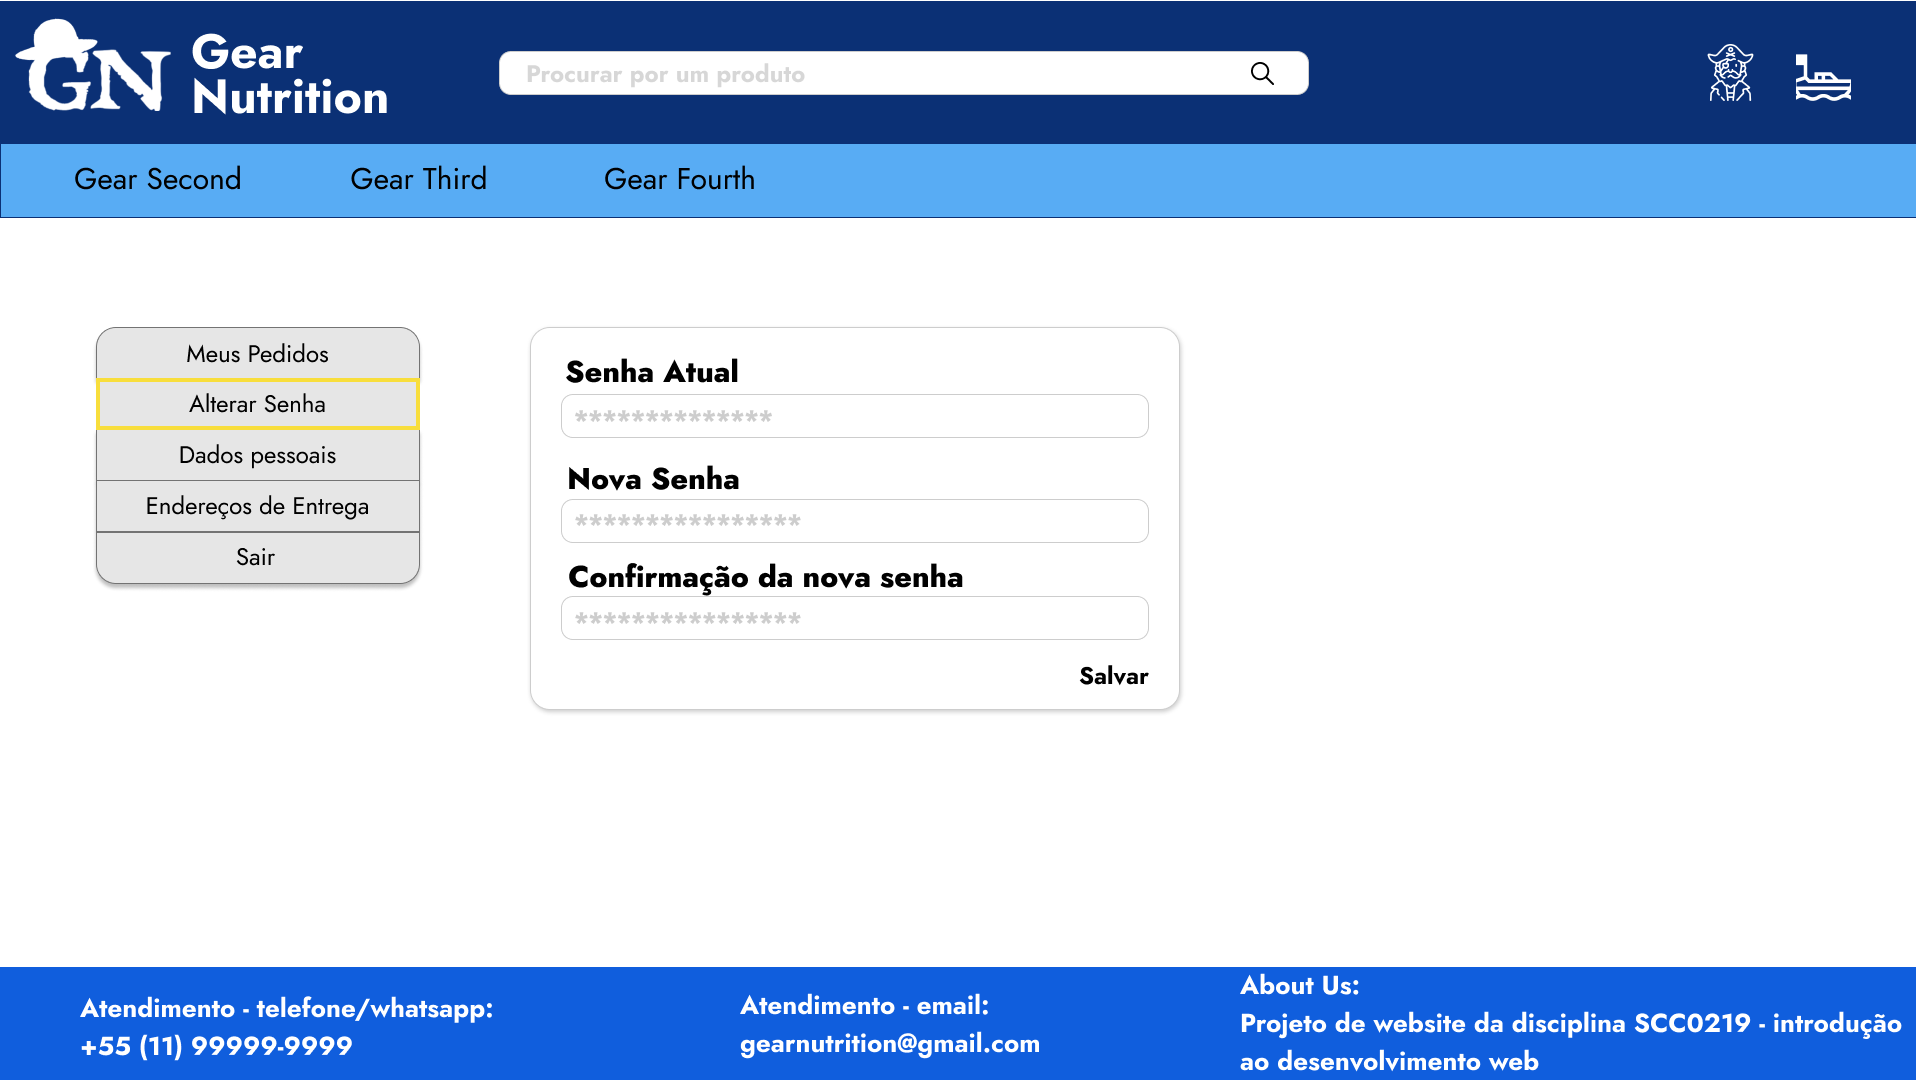 GN
Gear
Nutrition
Procurar por um produto
Gear Second
Gear Third
Gear Fourth
Meus Pedidos
Alterar Senha
Dados pessoais
Endereços de Entrega
Sair
Senha Atual
**************
Nova Senha
****************
Confirmação da nova senha
****************
Salvar
Atendimento - telefone/whatsapp:
+55 (11) 99999-9999
Atendimento - email:
gearnutrition@gmail.com
About Us:
Projeto de website da disciplina SCC0219 - introdução
ao desenvolvimento web